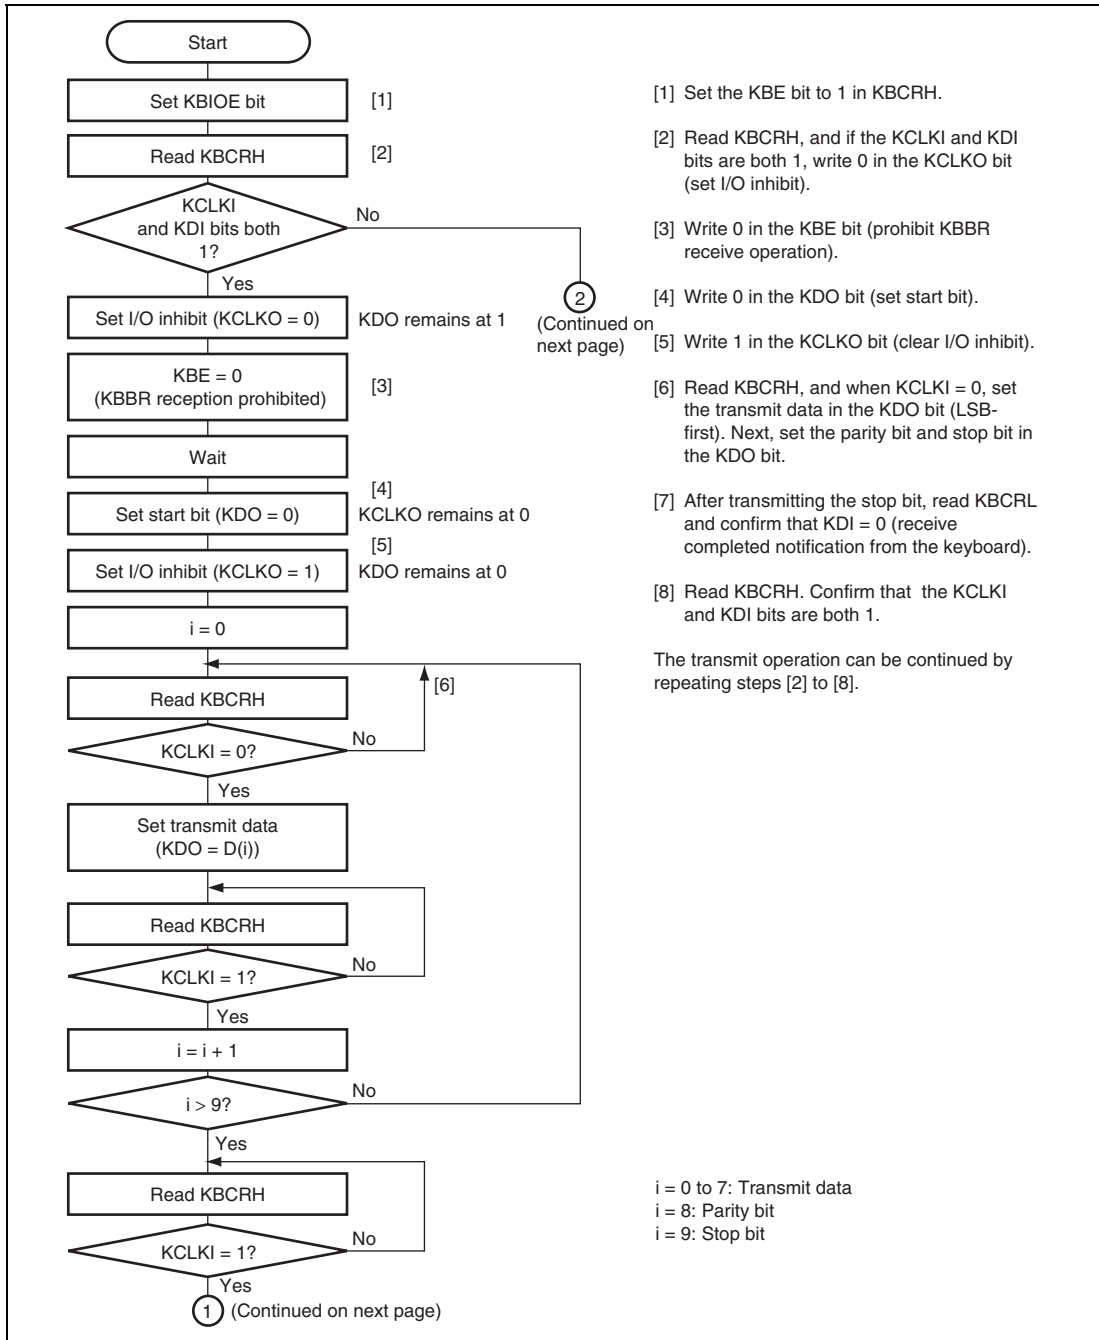 Start
Set KBIOE bit
[1]
Read KBCRH
[2]
KCLKI
and KDI bits both
1?
No
Yes
2
(Continued on
next page)
Set I/O inhibit (KCLKO = 0)
KDO remains at 1
KBE = 0
(KBBR reception prohibited)
[3]
Wait
[4]
Set start bit (KDO = 0)
KCLKO remains at 0
[5]
Set I/O inhibit (KCLKO = 1)
KDO remains at 0
i = 0
Read KBCRH
[6]
KCLKI = 0?
No
Yes
Set transmit data
(KDO = D(i))
Read KBCRH
KCLKI = 1?
No
Yes
i = i + 1
i > 9?
No
Yes
Read KBCRH
KCLKI = 1?
No
Yes
1
(Continued on next page)
[1] Set the KBE bit to 1 in KBCRH.
[2] Read KBCRH, and if the KCLKI and KDI
bits are both 1, write 0 in the KCLKO bit
(set I/O inhibit).
[3] Write 0 in the KBE bit (prohibit KBBR
receive operation).
[4] Write 0 in the KDO bit (set start bit).
[5] Write 1 in the KCLKO bit (clear I/O inhibit).
[6] Read KBCRH, and when KCLKI = 0, set
the transmit data in the KDO bit (LSB-
first). Next, set the parity bit and stop bit in
the KDO bit.
[7] After transmitting the stop bit, read KBCRL
and confirm that KDI = 0 (receive
completed notification from the keyboard).
[8] Read KBCRH. Confirm that the KCLKI
and KDI bits are both 1.
The transmit operation can be continued by
repeating steps [2] to [8].
i = 0 to 7: Transmit data
i = 8: Parity bit
i = 9: Stop bit